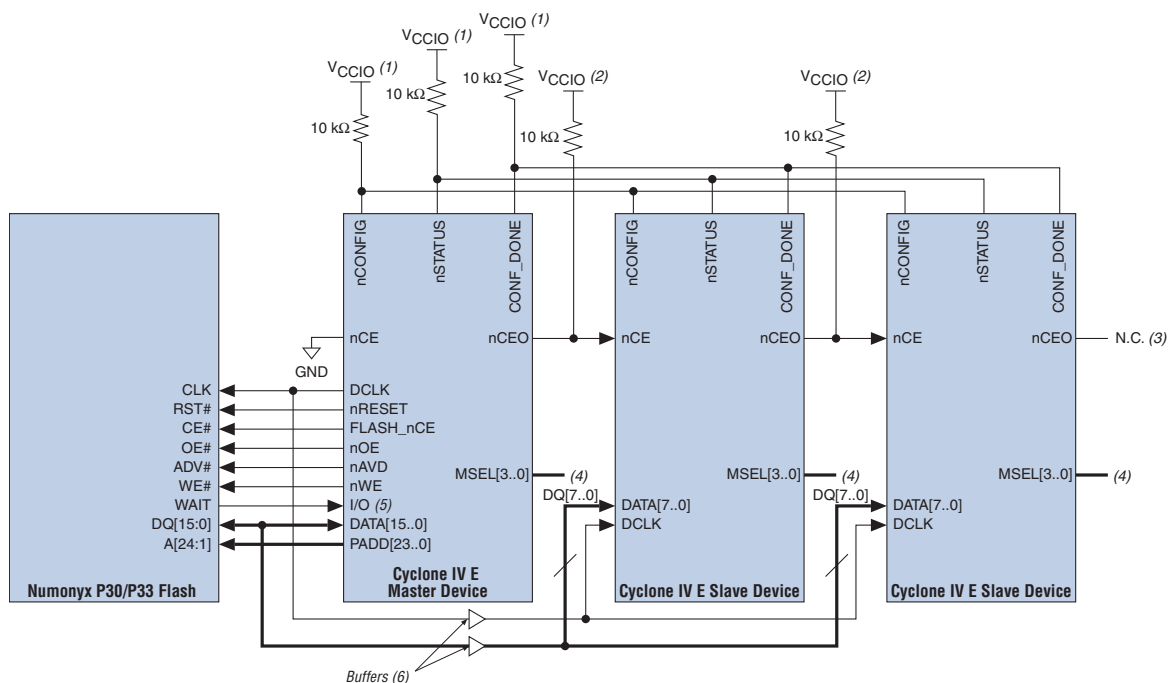 VCCIO (1)
VCCIO (1)
VCCIO (1)
VCCIO (2)
VCCIO (2)
10 kΩ
10 kΩ
10 kΩ
10 kΩ
10 kΩ
nCONFIG
nSTATUS
CONF_DONE
nCONFIG
nSTATUS
CONF_DONE
nCONFIG
nSTATUS
CONF_DONE
nCE
nCEO
nCE
nCEO
nCE
nCEO
N.C. (3)
GND
CLK
DCLK
RST#
nRESET
CE#
FLASH_nCE
OE#
nOE
ADV#
nAVD
WE#
nWE
WAIT
I/O (5)
DQ[15:0]
DATA[15..0]
A[24:1]
PADD[23..0]
MSEL[3..0]
(4)
MSEL[3..0]
(4)
MSEL[3..0]
(4)
DQ[7..0]
DATA[7..0]
DCLK
DQ[7..0]
DATA[7..0]
DCLK
Numonyx P30/P33 Flash
Cyclone IV E
Master Device
Cyclone IV E Slave Device
Cyclone IV E Slave Device
Buffers (6)